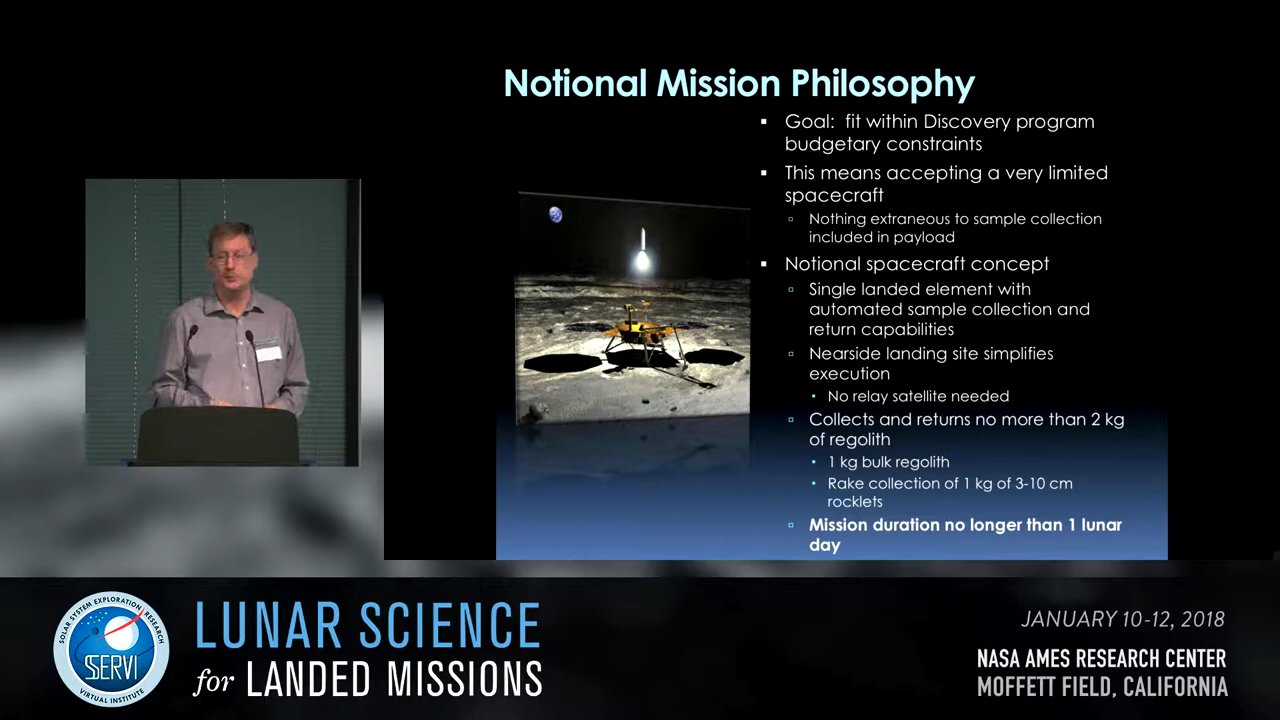 Notional Mission Philosophy
▪ Goal: fit within Discovery program
budgetary constraints
▪ This means accepting a very limited
spacecraft
▫ Nothing extraneous to sample collection
included in payload
▪ Notional spacecraft concept
▫ Single landed element with
automated sample collection and
return capabilities
▫ Nearside landing site simplifies
execution
▪ No relay satellite needed
▫ Collects and returns no more than 2 kg
of regolith
▪ 1 kg bulk regolith
▪ Rake collection of 1 kg of 3-10 cm
rocklets
▫ Mission duration no longer than 1 lunar
day
SOLAR SYSTEM EXPLORATION RESEARCH
SSERVI
VIRTUAL INSTITUTE
LUNAR SCIENCE
for LANDED MISSIONS
JANUARY 10-12, 2018
NASA AMES RESEARCH CENTER
MOFFETT FIELD, CALIFORNIA